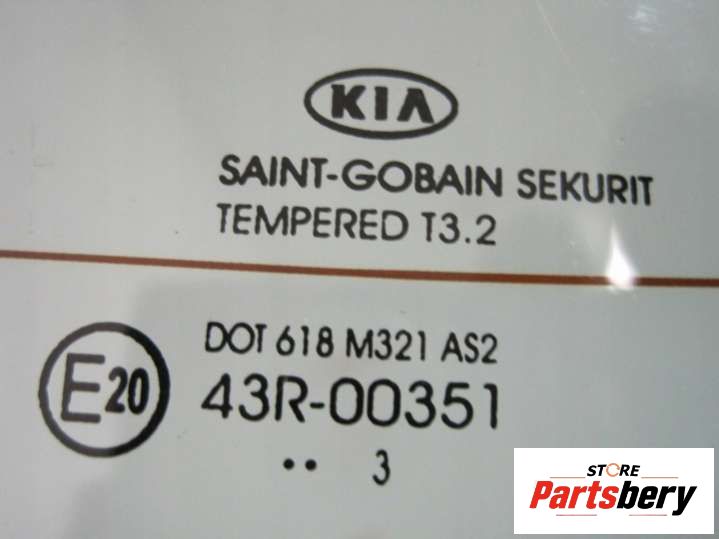 KIA
SAINT-GOBAIN SEKURIT
TEMPERED T3.2
DOT 618 M321 AS2
E20 43R-00351
•• 3
STORE
Partsbery